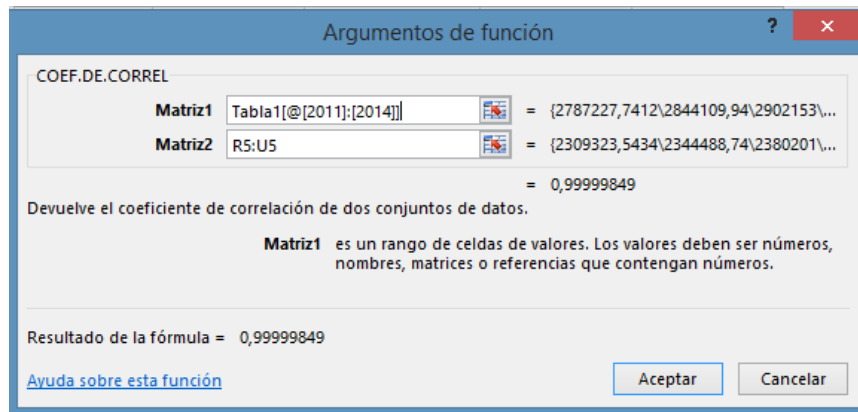 Argumentos de función ? ×
COEF.DE.CORREL
Matriz1 Tabla1[@[2011]:[2014]] = {2787227,7412\2844109,94\2902153\...
Matriz2 R5:U5 = {2309323,5434\2344488,74\2380201\...
= 0,99999849
Devuelve el coeficiente de correlación de dos conjuntos de datos.
Matriz1 es un rango de celdas de valores. Los valores deben ser números,
nombres, matrices o referencias que contengan números.
Resultado de la fórmula = 0,99999849
Ayuda sobre esta función Aceptar Cancelar